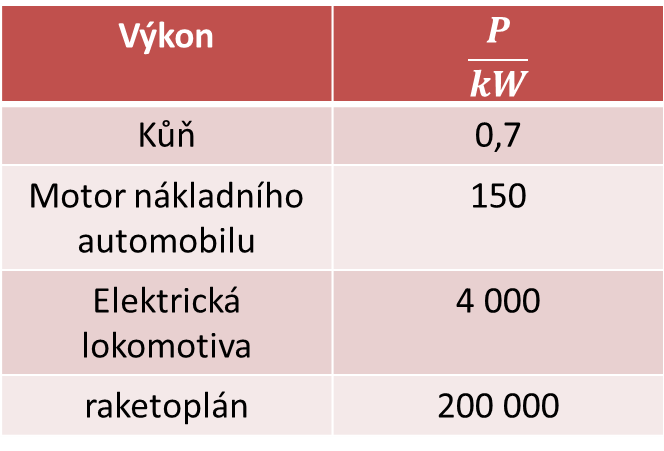 Výkon
P
kW
Kůň
0,7
Motor nákladního
automobilu
150
Elektrická
lokomotiva
4 000
raketoplán
200 000